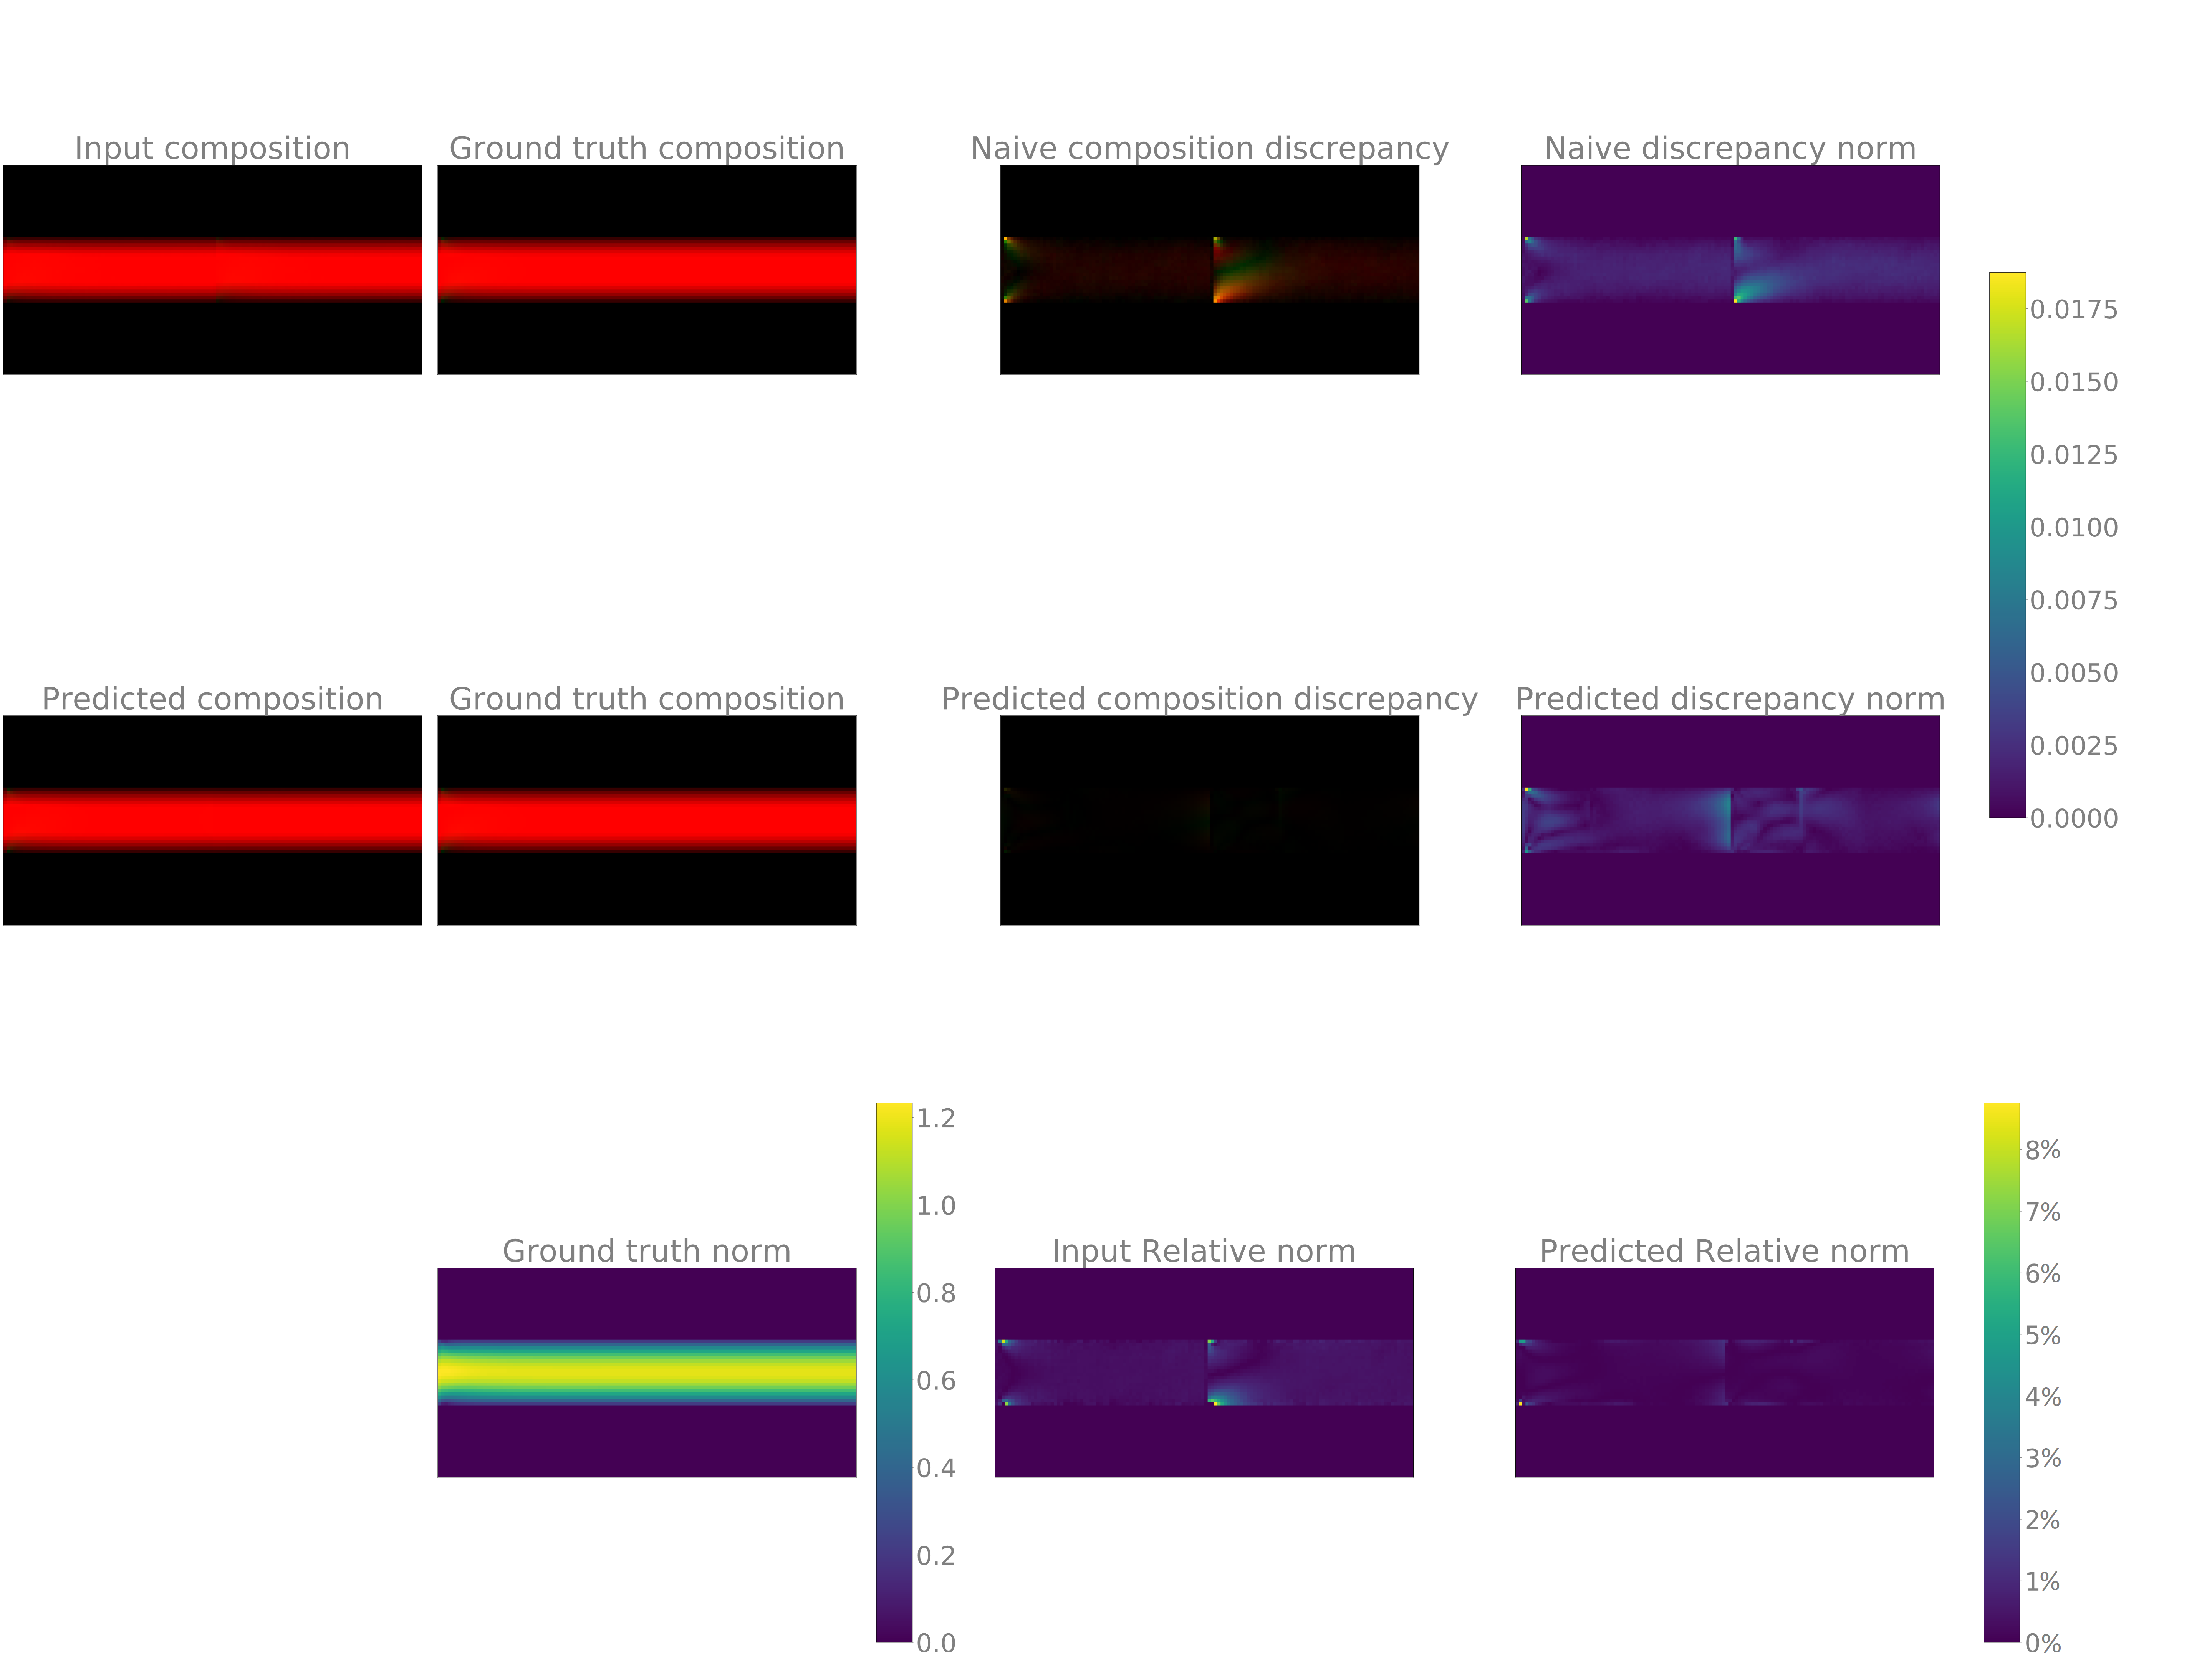 Input composition
Ground truth composition
Naive composition discrepancy
Naive discrepancy norm
0.0175
0.0150
0.0125
0.0100
0.0075
0.0050
0.0025
0.0000
Predicted composition
Ground truth composition
Predicted composition discrepancy
Predicted discrepancy norm
Ground truth norm
1.2
1.0
0.8
0.6
0.4
0.2
0.0
Input Relative norm
Predicted Relative norm
8%
7%
6%
5%
4%
3%
2%
1%
0%